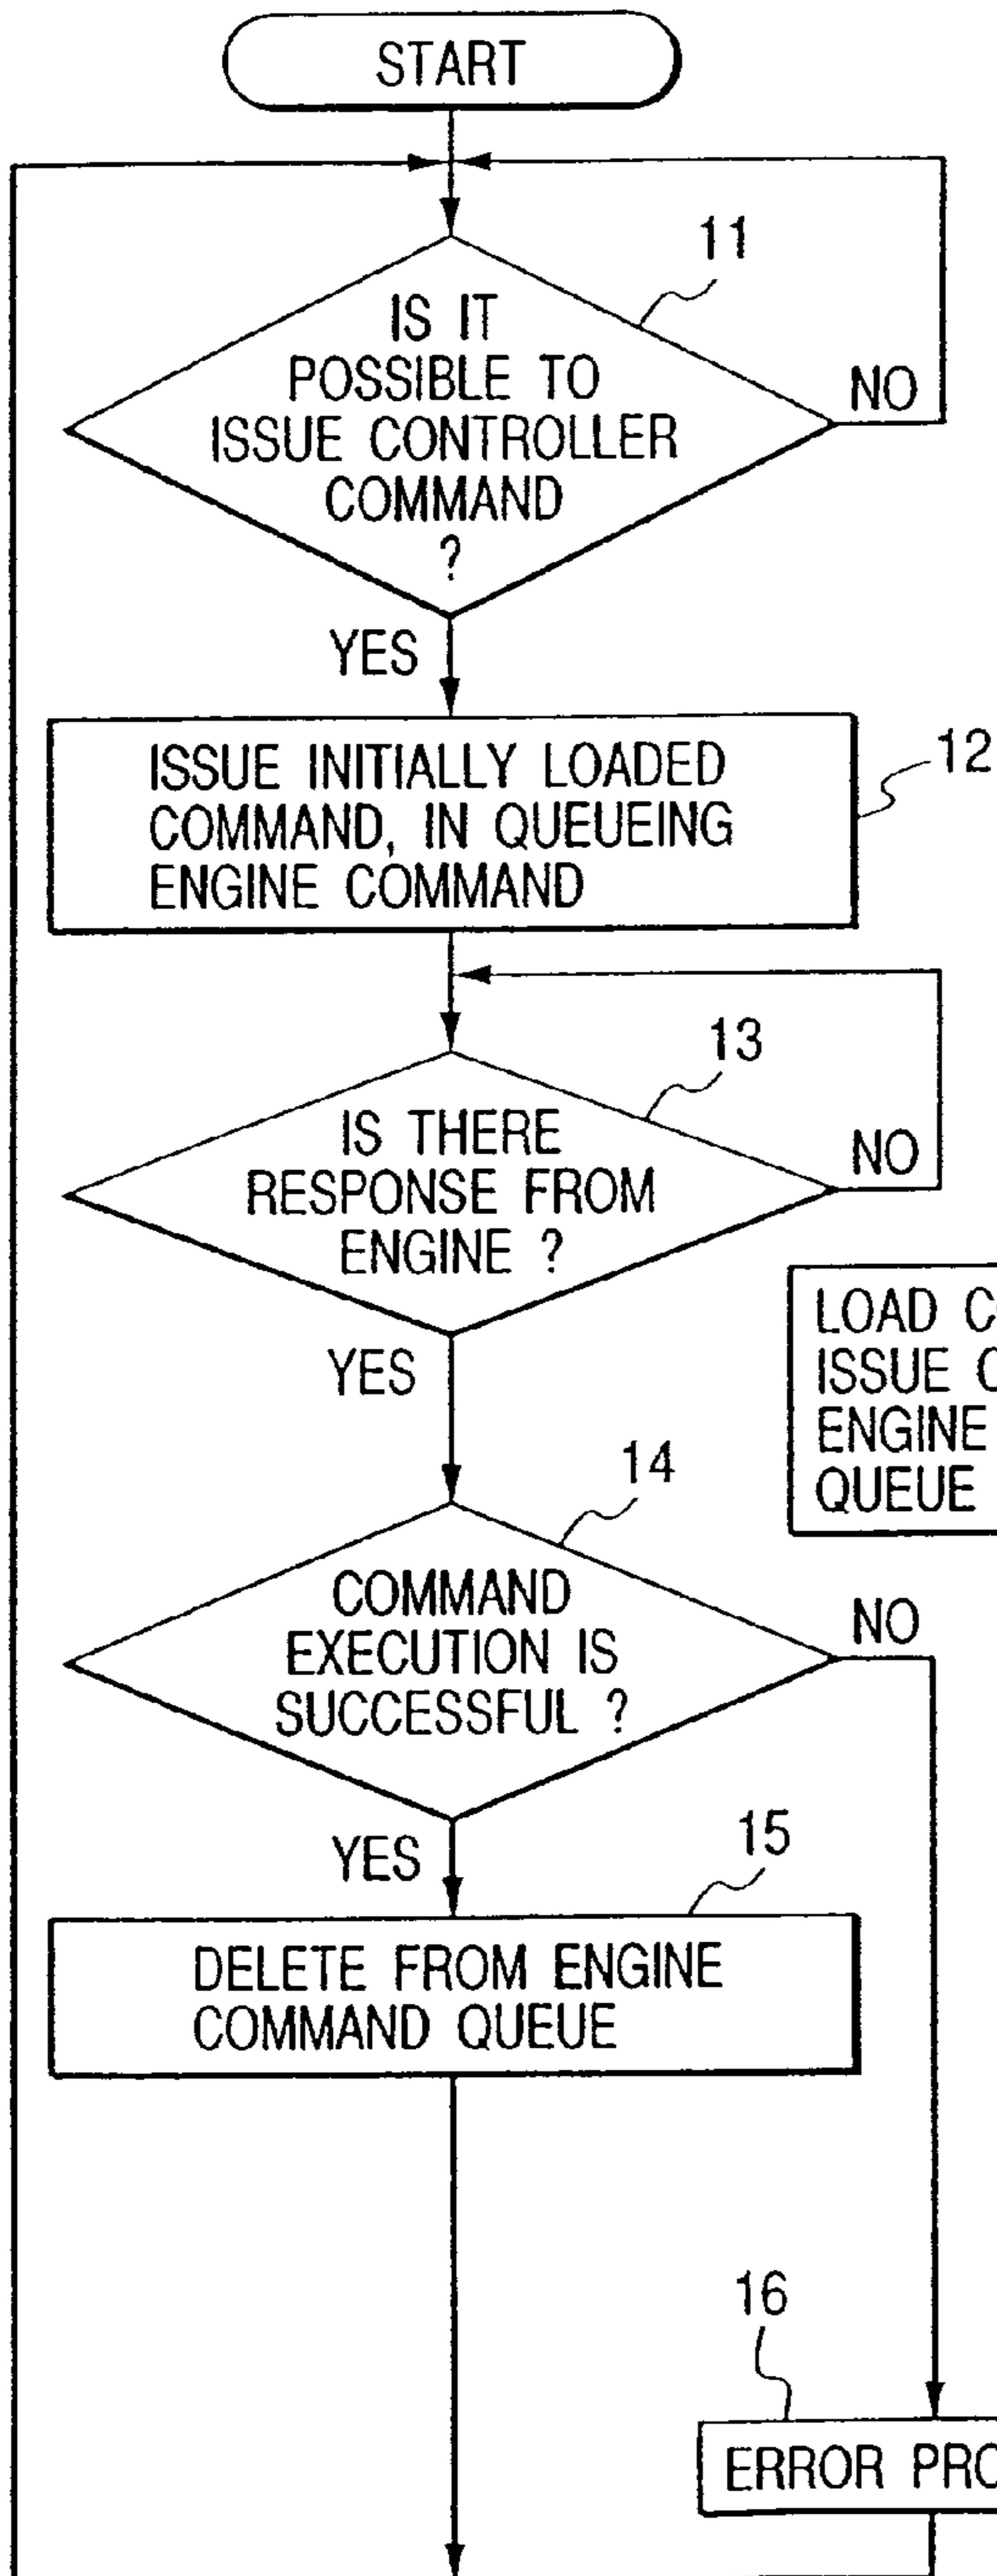 START
11
IS IT
POSSIBLE TO
ISSUE CONTROLLER
COMMAND
?
NO
YES
12
ISSUE INITIALLY LOADED
COMMAND, IN QUEUEING
ENGINE COMMAND
13
IS THERE
RESPONSE FROM
ENGINE ?
NO
YES
LOAD
ISSUE
ENGINE
QUEUE
14
COMMAND
EXECUTION IS
SUCCESSFUL ?
NO
YES
15
DELETE FROM ENGINE
COMMAND QUEUE
16
ERROR